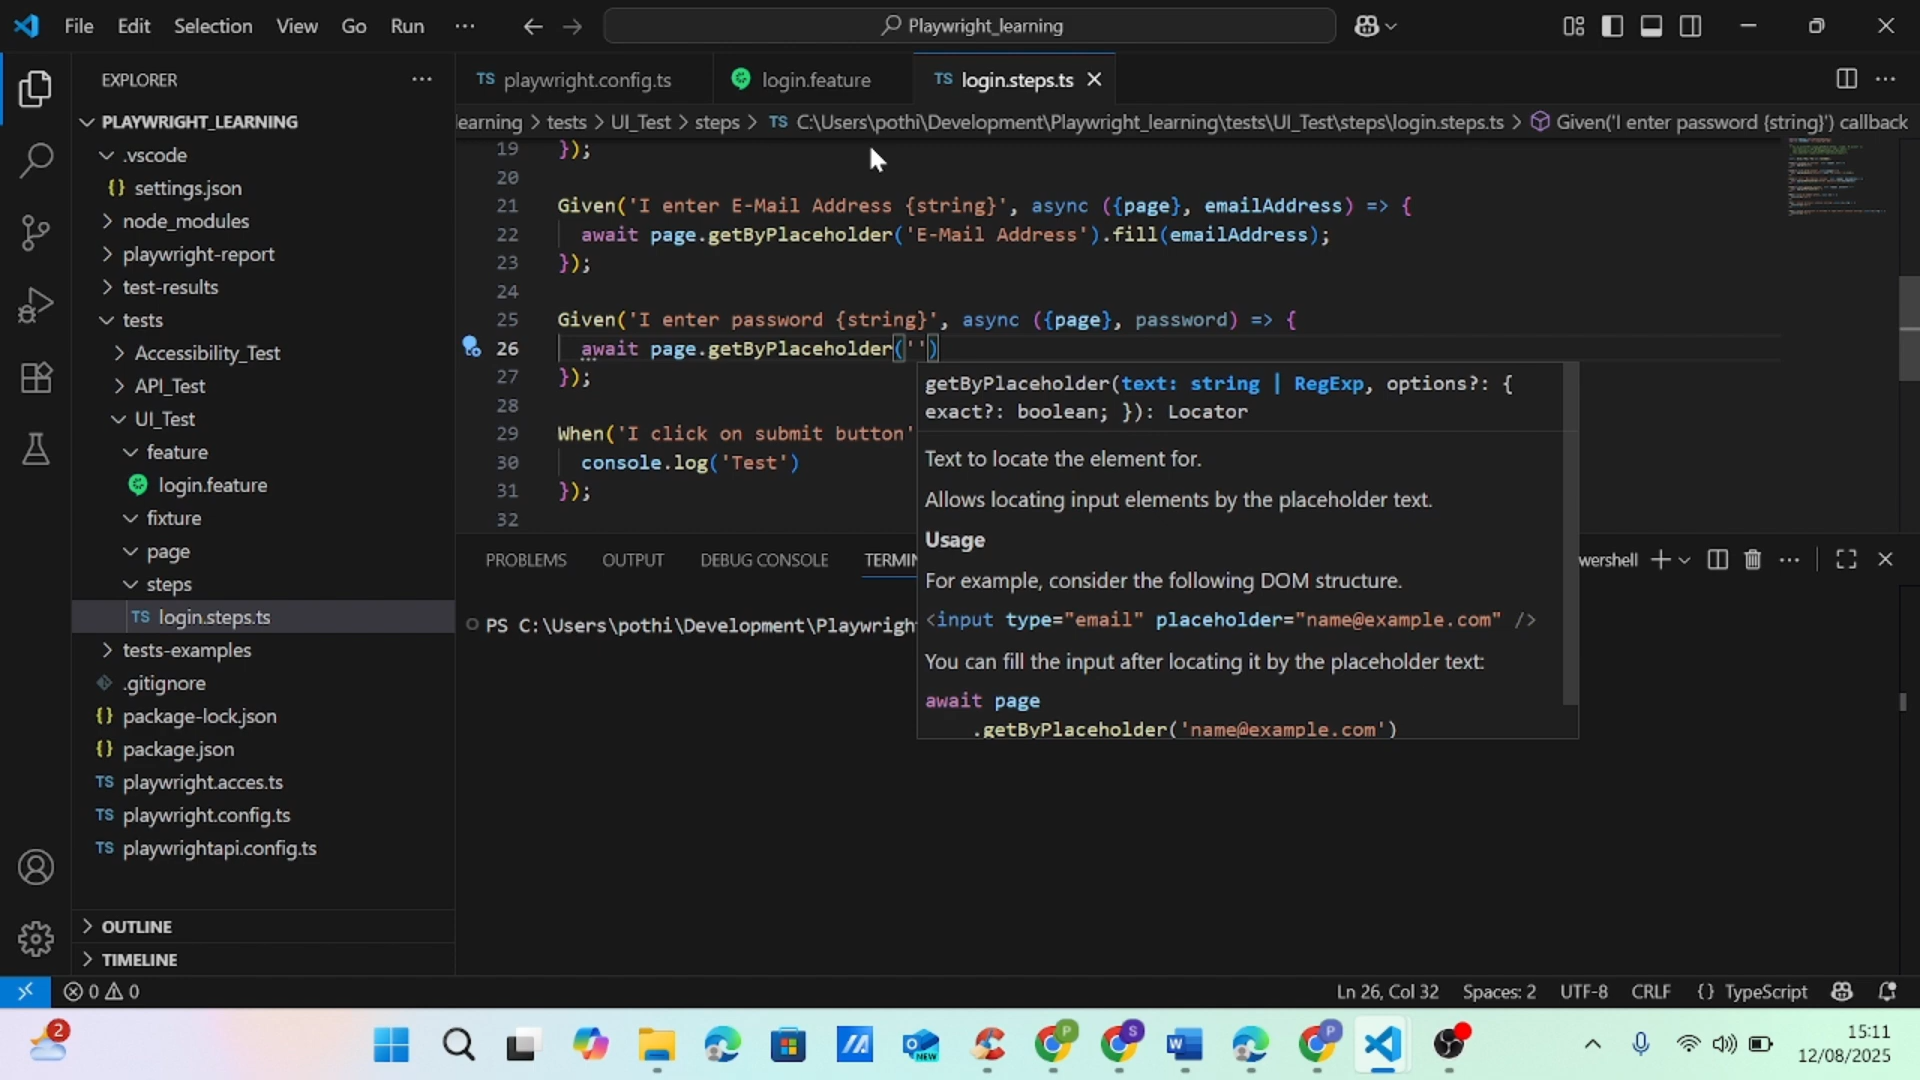 File Edit Selection View Go Run ...
Playwright_learning
EXPLORER
PLAYWRIGHT_LEARNING
.vscode
{} settings.json
node_modules
playwright-report
test-results
tests
Accessibility_Test
API_Test
UI_Test
feature
login.feature
fixture
page
steps
TS login.steps.ts
tests-examples
.gitignore
{} package-lock.json
{} package.json
TS playwright.acces.ts
TS playwright.config.ts
TS playwrightapi.config.ts
OUTLINE
TIMELINE
TS playwright.config.ts login.feature TS login.steps.ts
learning > tests > UI_Test > steps > TS C:\Users\pothi\Development\Playwright_learning\tests\UI_Test\steps\login.steps.ts > Given('I enter password {string}') callback
19 });
20
21 Given('I enter E-Mail Address {string}', async ({page}, emailAddress) => {
22 await page.getByPlaceholder('E-Mail Address').fill(emailAddress);
23 });
24
25 Given('I enter password {string}', async ({page}, password) => {
26 await page.getByPlaceholder('')
27 });
28
29 When('I click on submit button'
30 console.log('Test')
31 });
32
getByPlaceholder(text: string | RegExp, options?: {
exact?: boolean; }): Locator
Text to locate the element for.
Allows locating input elements by the placeholder text.
Usage
For example, consider the following DOM structure.
<input type="email" placeholder="name@example.com" />
You can fill the input after locating it by the placeholder text:
await page
.getByPlaceholder('name@example.com')
PROBLEMS OUTPUT DEBUG CONSOLE TERMIN
wershell
PS C:\Users\pothi\Development\Playwrigh
0 0
Ln 26, Col 32 Spaces: 2 UTF-8 CRLF {} TypeScript
2
P
S
P
NEW
15:11
12/08/2025